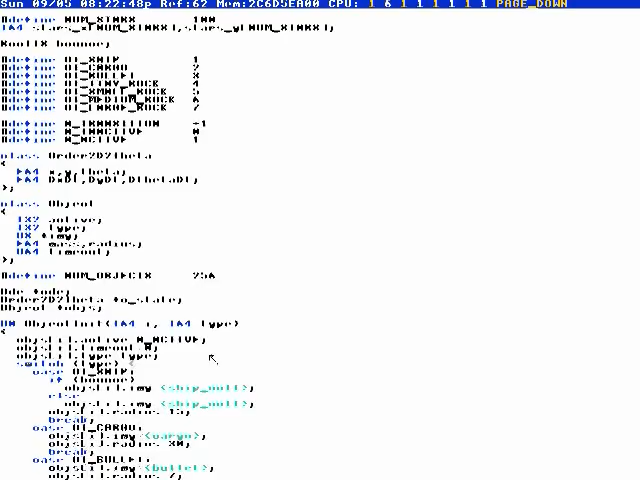 Sun 09/05 08:22:48p Ref:62 Mem:2C6D5EA00 CPU: 1 6 1 1 1 1 1 1 PAGE_DOWN
#define NUM_STARS 100
I64 stars_x[NUM_STARS],stars_y[NUM_STARS];
BoolI8 bounce;
#define OT_SHIP 1
#define OT_CARGO 2
#define OT_BULLET 3
#define OT_TINY_ROCK 4
#define OT_SMALL_ROCK 5
#define OT_MEDIUM_ROCK 6
#define OT_LARGE_ROCK 7
#define A_TRANSITION -1
#define A_INACTIVE 0
#define A_ACTIVE 1
class Order2D2Theta
{
F64 x,y,theta;
F64 DxDt,DyDt,DthetaDt;
};
class Object
{
I32 active;
I32 type;
U8 *img;
F64 mass,radius;
timeout;
};
#define NUM_OBJECTS 256
Ode *ode;
Order2D2Theta *o_state;
Object *objs;
U0 ObjectInit(I64 i, I64 type)
{
objs[i].active=A_ACTIVE;
objs[i].timeout=0;
objs[i].type=type;
switch (type) {
case OT_SHIP:
if (bounce)
objs[i].img=<ship_null>;
else
objs[i].img=<ship_null>;
objs[i].radius=15;
break;
case OT_CARGO:
objs[i].img=<cargo>;
objs[i].radius=30;
break;
case OT_BULLET:
objs[i].img=<bullet>;
objs[i].radius=2;